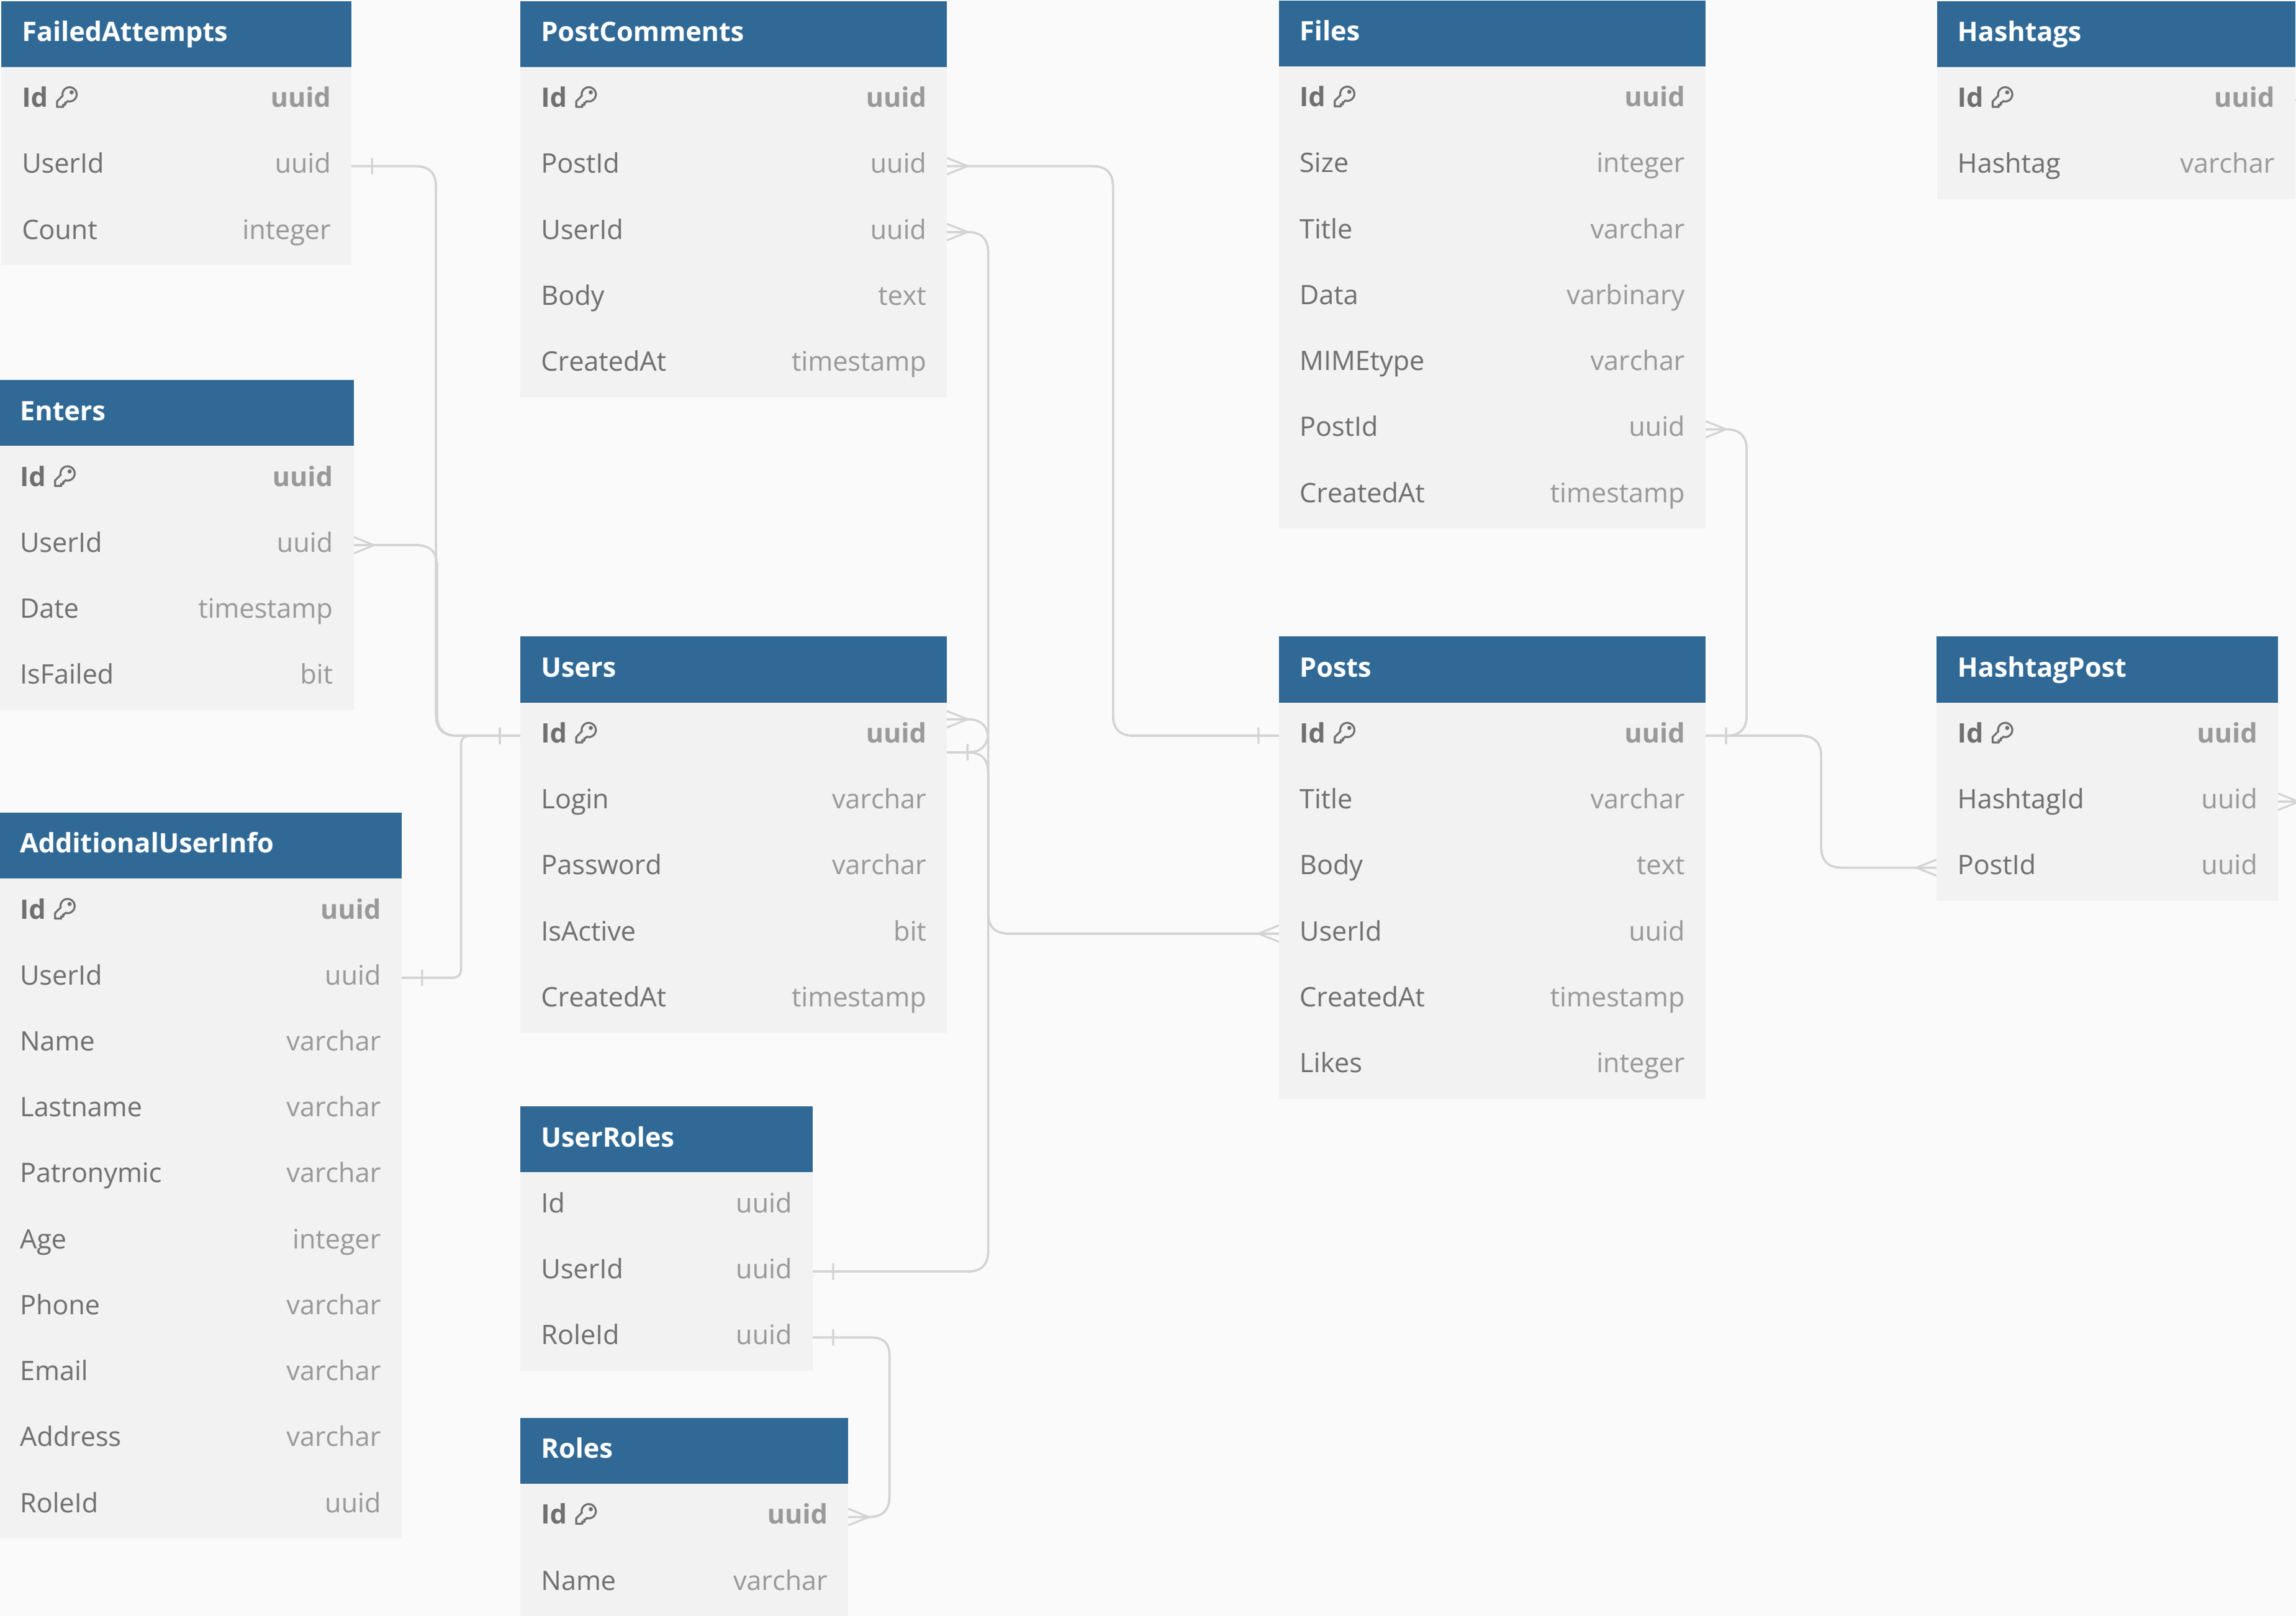 FailedAttempts
Id uuid
UserId uuid
Count integer
Enters
Id uuid
UserId uuid
Date timestamp
IsFailed bit
AdditionalUserInfo
Id uuid
UserId uuid
Name varchar
Lastname varchar
Patronymic varchar
Age integer
Phone varchar
Email varchar
Address varchar
RoleId uuid
PostComments
Id uuid
PostId uuid
UserId uuid
Body text
CreatedAt timestamp
Users
Id uuid
Login varchar
Password varchar
IsActive bit
CreatedAt timestamp
UserRoles
Id uuid
UserId uuid
RoleId uuid
Roles
Id uuid
Name varchar
Files
Id uuid
Size integer
Title varchar
Data varbinary
MIMEtype varchar
PostId uuid
CreatedAt timestamp
Posts
Id uuid
Title varchar
Body text
UserId uuid
CreatedAt timestamp
Likes integer
Hashtags
Id uuid
Hashtag varchar
HashtagPost
Id uuid
HashtagId uuid
PostId uuid